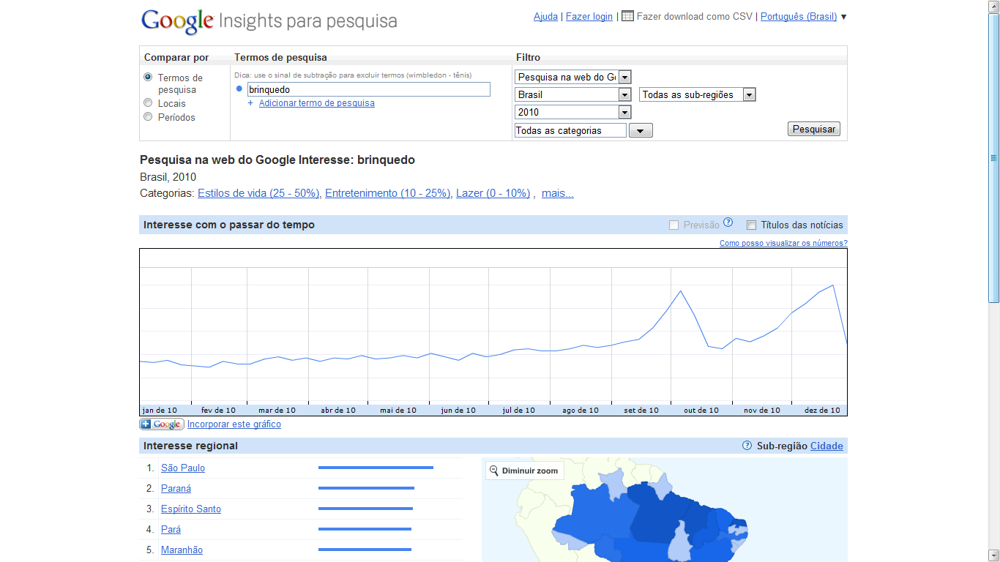 Google Insights para pesquisa
Ajuda | Fazer login | Fazer download como CSV | Português (Brasil) ▼
Comparar por
Termos de pesquisa
Locais
Períodos
Termos de pesquisa
Dica: use o sinal de subtração para excluir termos (wimbledon - tênis)
brinquedo
+ Adicionar termo de pesquisa
Filtro
Pesquisa na web do G
Brasil
Todas as sub-regiões
2010
Todas as categorias
Pesquisar
Pesquisa na web do Google Interesse: brinquedo
Brasil, 2010
Categorias: Estilos de vida (25 - 50%), Entretenimento (10 - 25%), Lazer (0 - 10%) , mais...
Interesse com o passar do tempo
Previsão ?
Títulos das notícias
Como posso visualizar os números?
jan de 10 fev de 10 mar de 10 abr de 10 mai de 10 jun de 10 jul de 10 ago de 10 set de 10 out de 10 nov de 10 dez de 10
+ Google Incorporar este gráfico
Interesse regional
? Sub-região Cidade
1. São Paulo
2. Paraná
3. Espírito Santo
4. Pará
5. Maranhão
Diminuir zoom